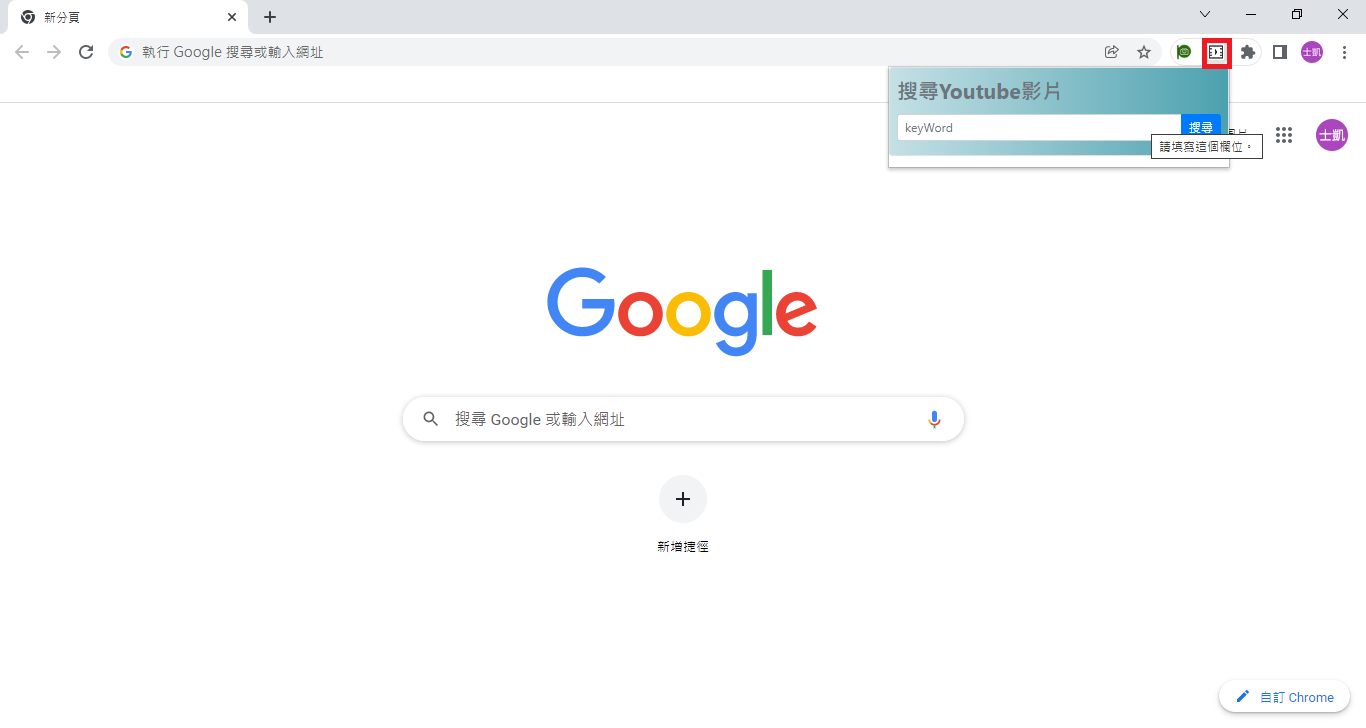 新分頁
執行 Google 搜尋或輸入網址
士凱
搜尋Youtube影片
keyWord
搜尋
請填寫這個欄位。
士凱
Google
搜尋 Google 或輸入網址
新增捷徑
自訂 Chrome